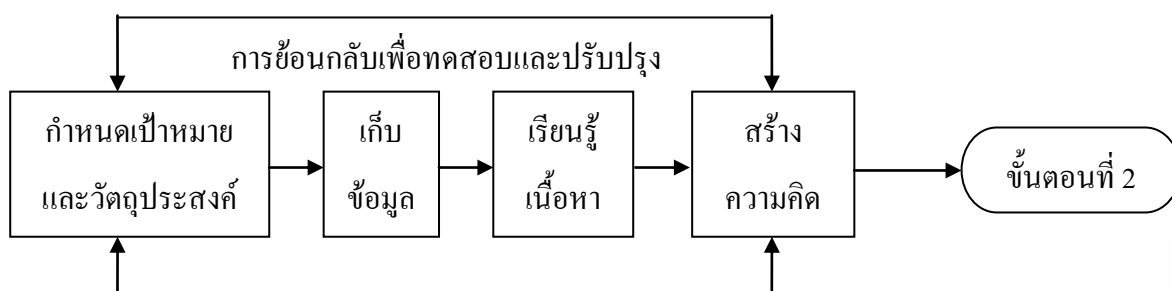 การย้อนกลับเพื่อทดสอบและปรับปรุง
กำหนดเป้าหมาย
และวัตถุประสงค์
เก็บ
ข้อมูล
เรียนรู้
เนื้อหา
สร้าง
ความคิด
ขั้นตอนที่ 2